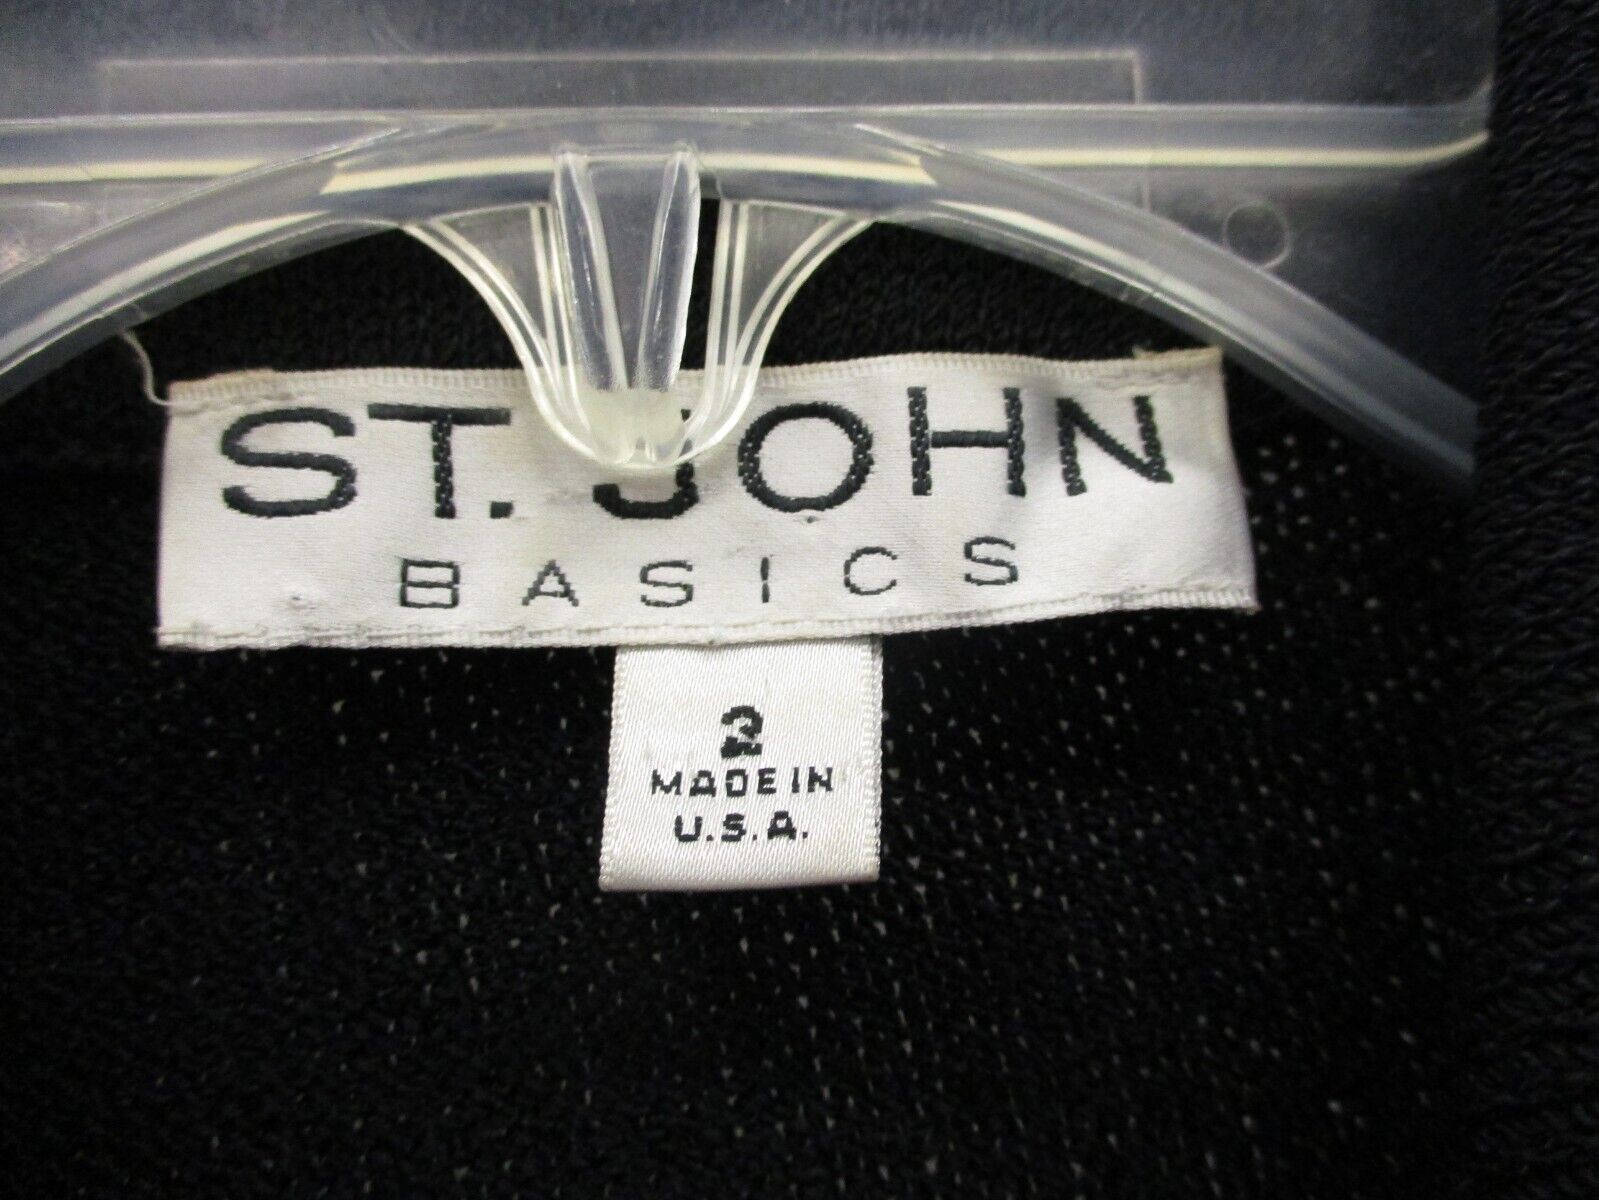 ST. JOHN
BASICS
2
MADE IN
U.S.A.